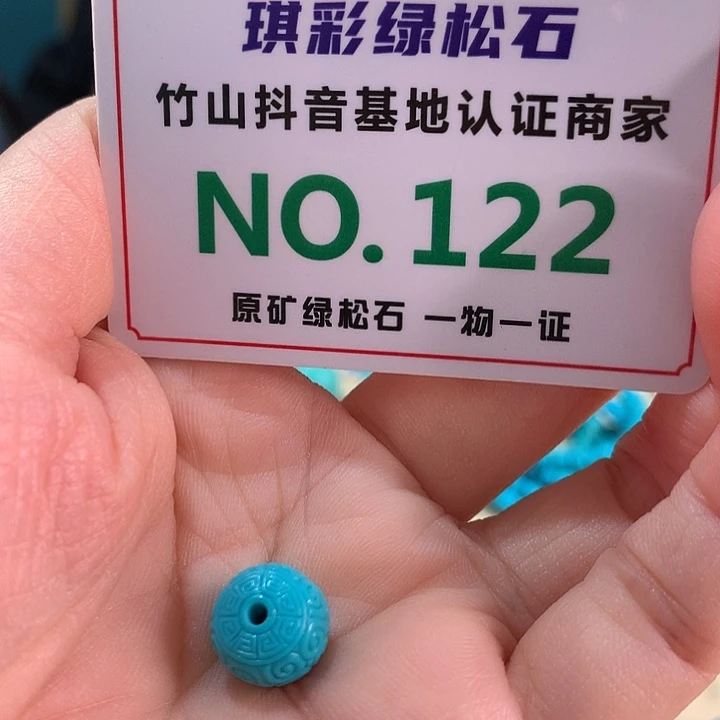 琪彩绿松石
竹山抖音基地认证商家
NO.122
原矿绿松石 一物一证